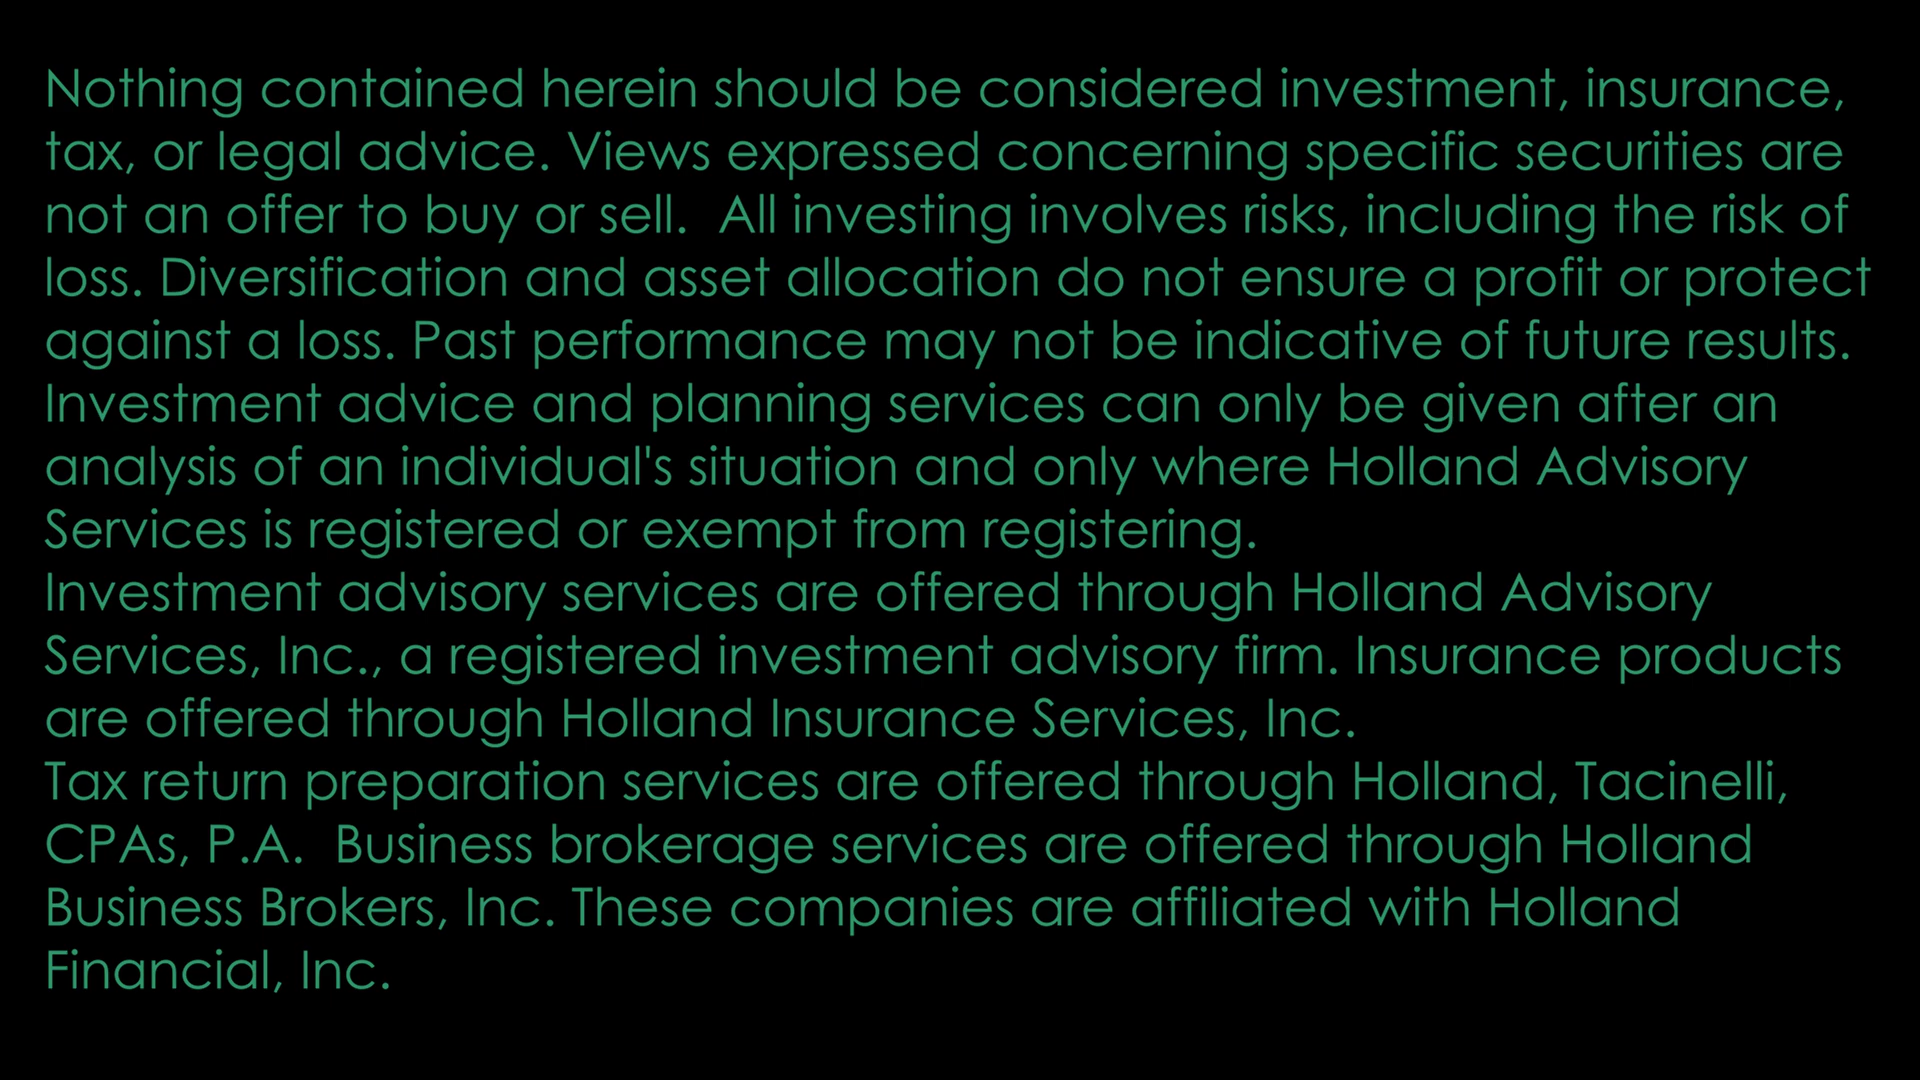 Nothing contained herein should be considered investment, insurance,
tax, or legal advice. Views expressed concerning specific securities are
not an offer to buy or sell.  All investing involves risks, including the risk of
loss. Diversification and asset allocation do not ensure a profit or protect
against a loss. Past performance may not be indicative of future results.
Investment advice and planning services can only be given after an
analysis of an individual's situation and only where Holland Advisory
Services is registered or exempt from registering.
Investment advisory services are offered through Holland Advisory
Services, Inc., a registered investment advisory firm. Insurance products
are offered through Holland Insurance Services, Inc.
Tax return preparation services are offered through Holland, Tacinelli,
CPAs, P.A.  Business brokerage services are offered through Holland
Business Brokers, Inc. These companies are affiliated with Holland
Financial, Inc.